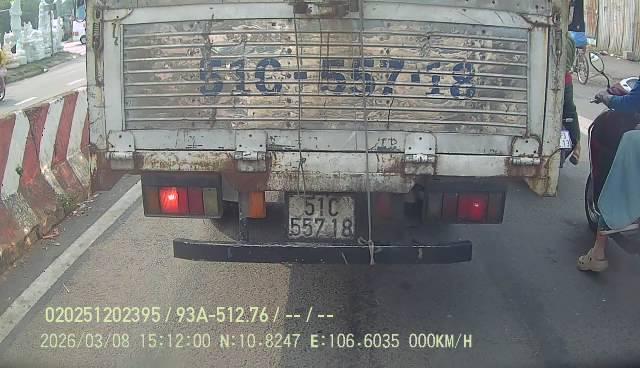 51C-557·18
51C
557 18
020251202395 / 93A-512.76 / -- / --
2026/03/08 15:12:00 N:10.8247 E:106.6035 000KM/H